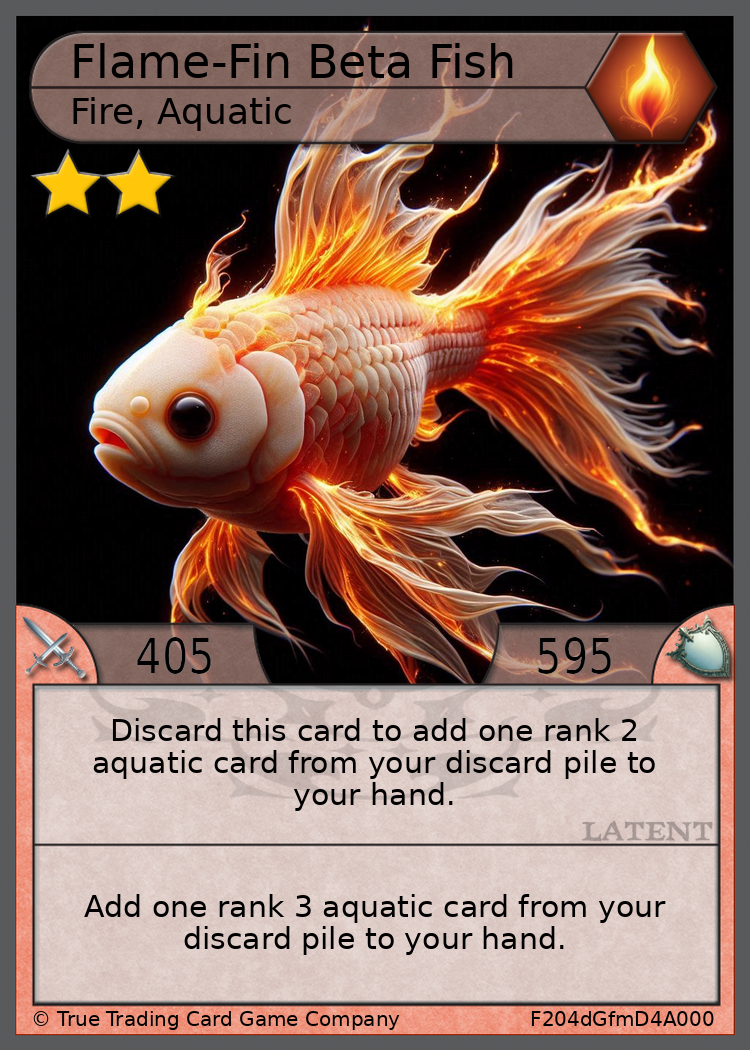 Flame-Fin Beta Fish
Fire, Aquatic
405
595
Discard this card to add one rank 2
aquatic card from your discard pile to
your hand.
LATENT
Add one rank 3 aquatic card from your
discard pile to your hand.
© True Trading Card Game Company
F204dGfmD4A000